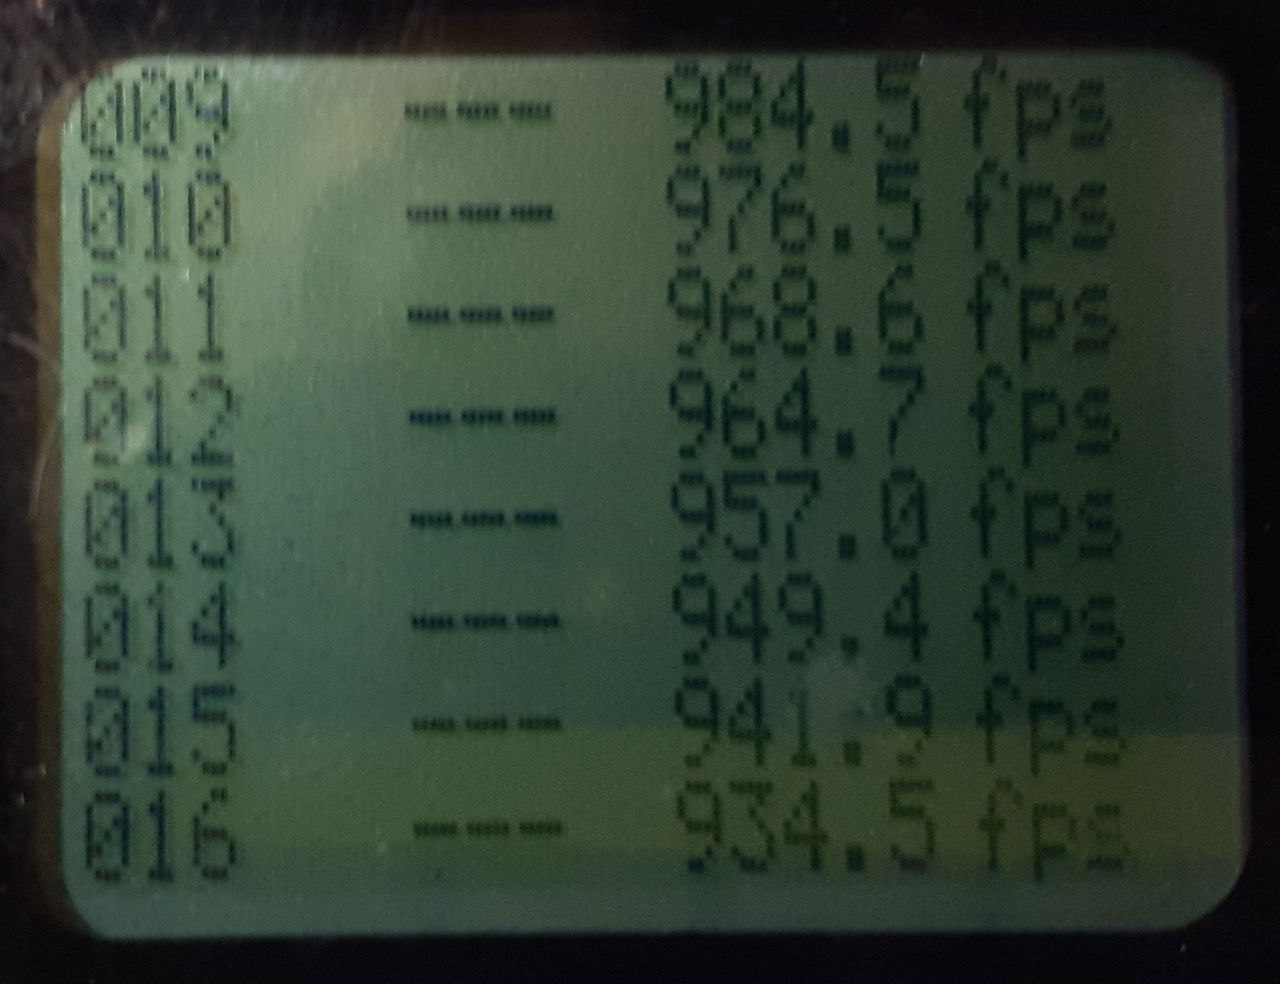 009 --- 984.5 fps
010 --- 976.5 fps
011 --- 968.6 fps
012 --- 964.7 fps
013 --- 957.0 fps
014 --- 949.4 fps
015 --- 941.9 fps
016 --- 934.5 fps